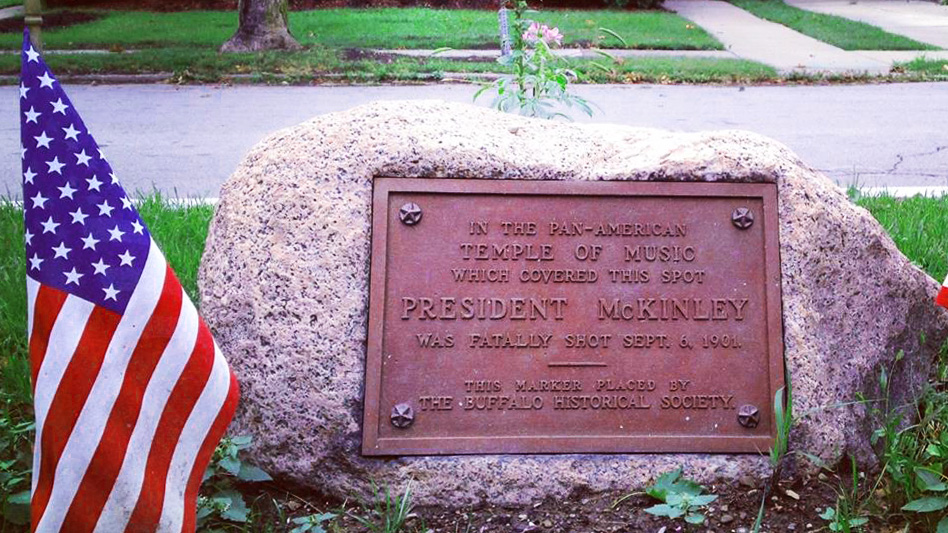 IN THE PAN-AMERICAN
TEMPLE OF MUSIC
WHICH COVERED THIS SPOT
PRESIDENT McKINLEY
WAS FATALLY SHOT SEPT. 6, 1901.
THIS MARKER PLACED BY
THE BUFFALO HISTORICAL SOCIETY.